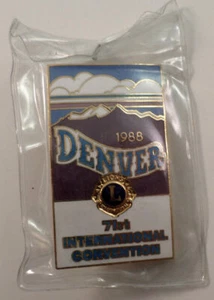 1988
DENVER
L
71st
INTERNATIONAL
CONVENTION